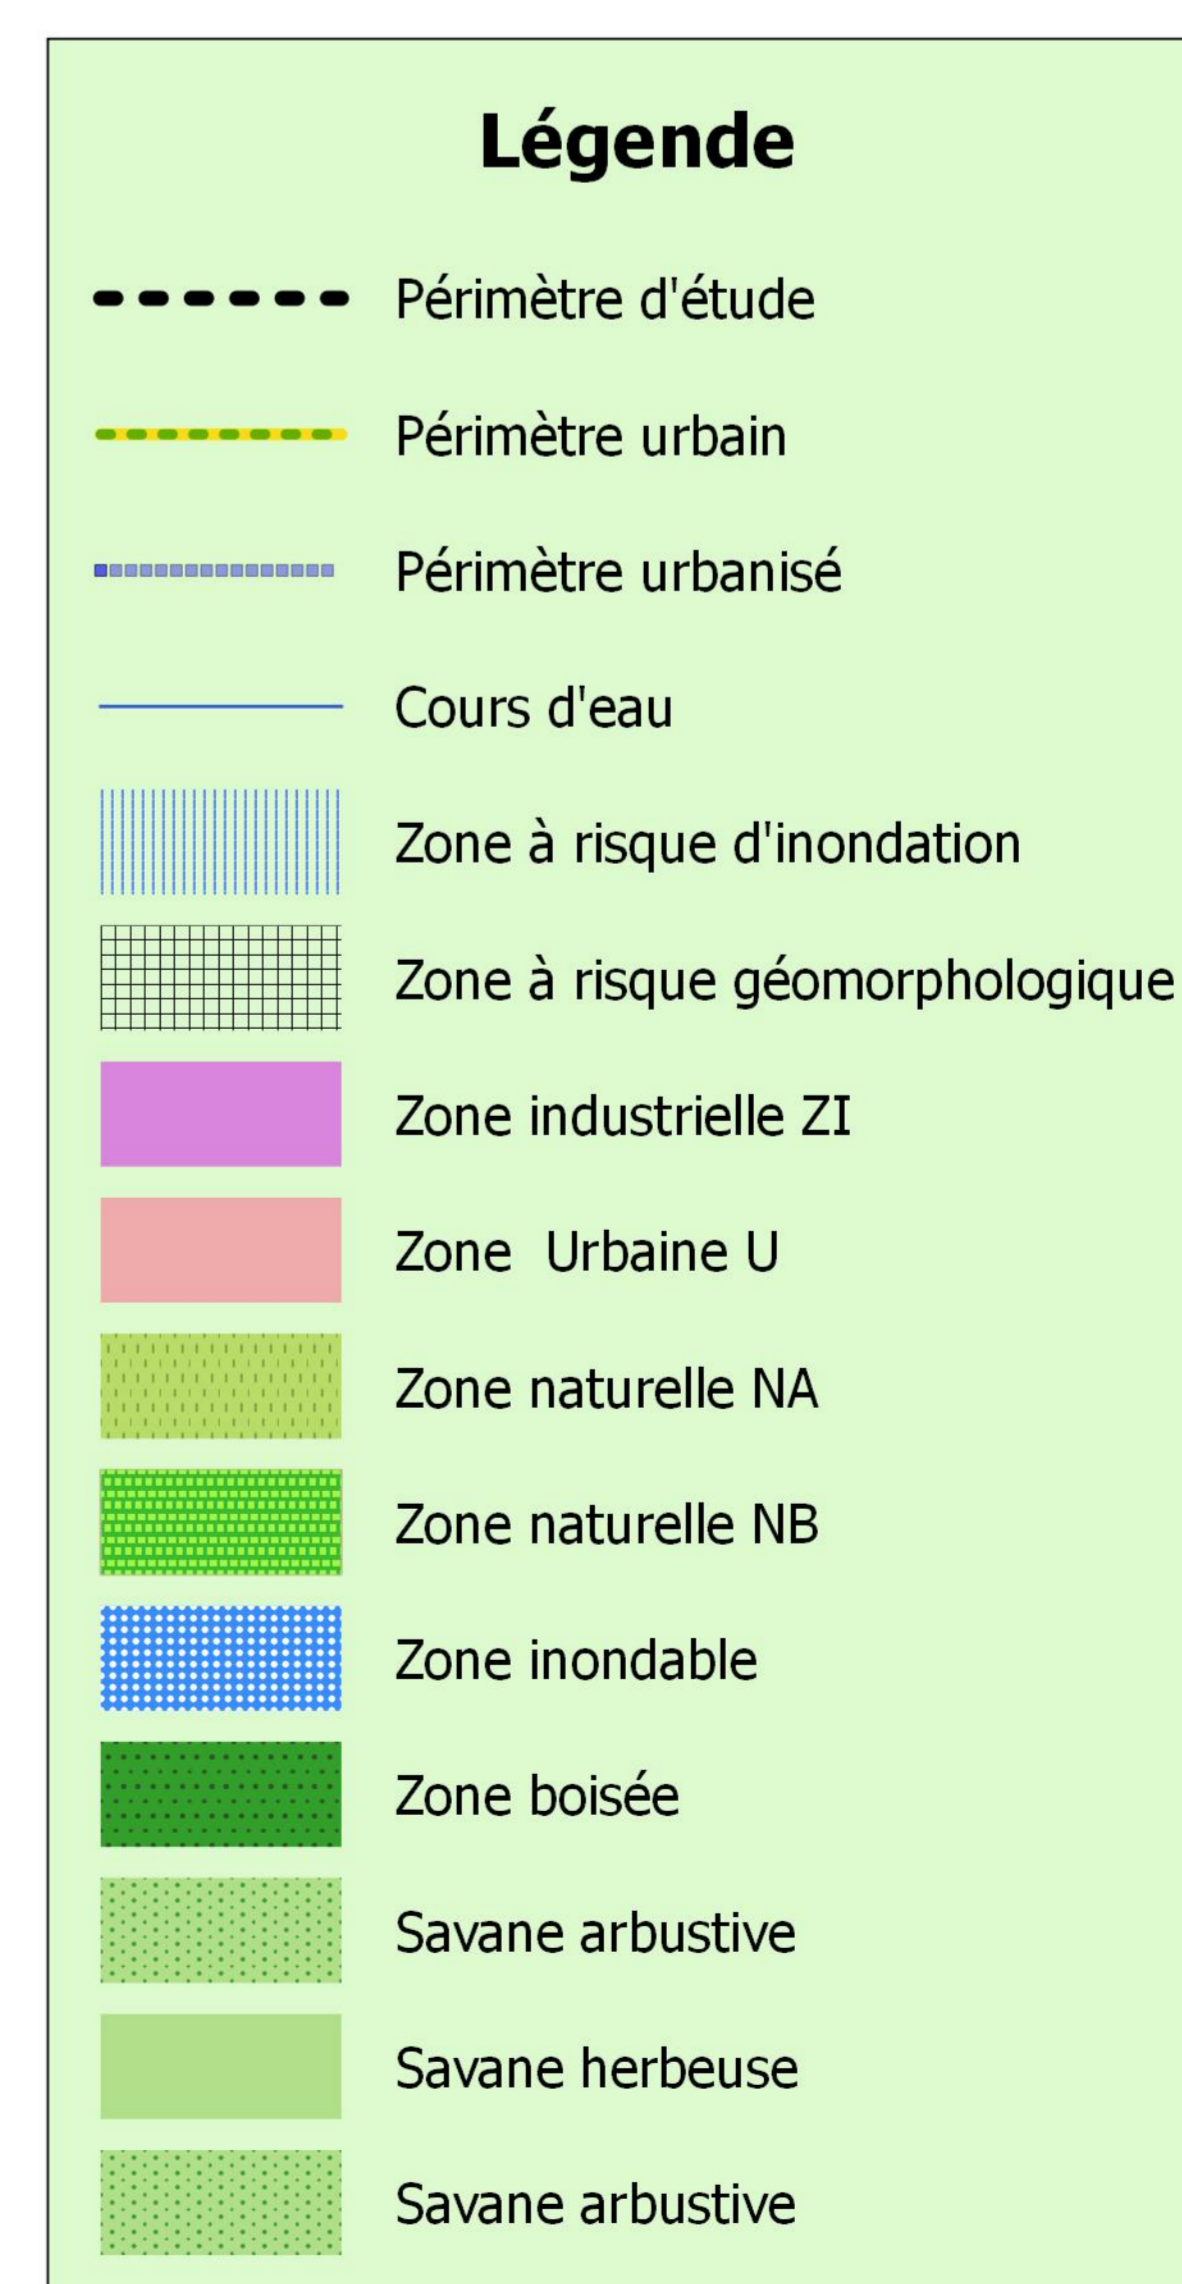 Légende
Périmètre d'étude
Périmètre urbain
Périmètre urbanisé
Cours d'eau
Zone à risque d'inondation
Zone à risque géomorphologique
Zone industrielle ZI
Zone  Urbaine U
Zone naturelle NA
Zone naturelle NB
Zone inondable
Zone boisée
Savane arbustive
Savane herbeuse
Savane arbustive